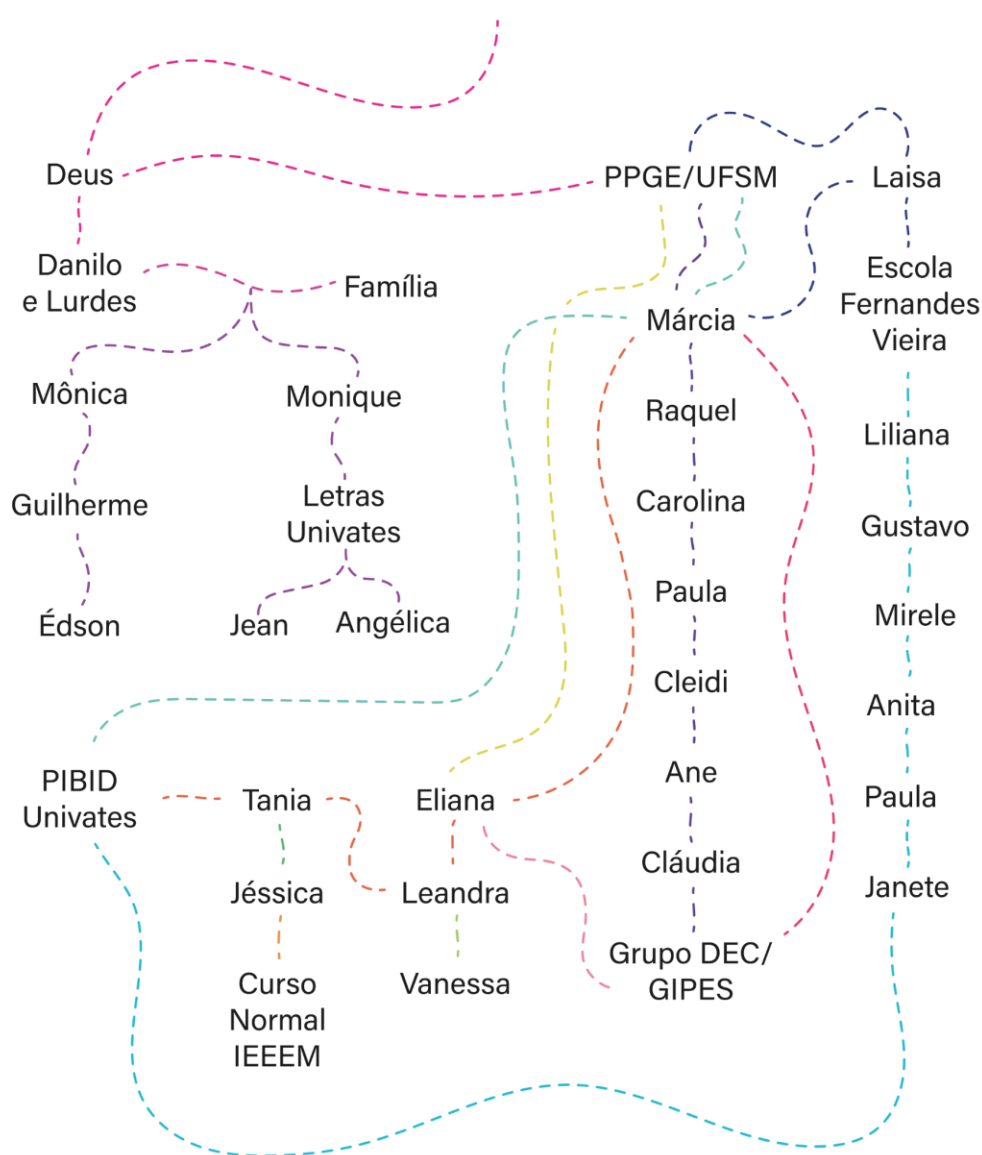 Deus
PPGE/UFSM
Laisa
Danilo
e Lurdes
Família
Escola
Fernandes
Vieira
Márcia
Mônica
Monique
Raquel
Liliana
Guilherme
Letras
Univates
Carolina
Gustavo
Édson
Jean
Angélica
Paula
Mirele
Cleidi
Anita
PIBID
Univates
Tania
Eliana
Ane
Paula
Jéssica
Leandra
Cláudia
Janete
Curso
Normal
IEEEM
Vanessa
Grupo DEC/
GIPES